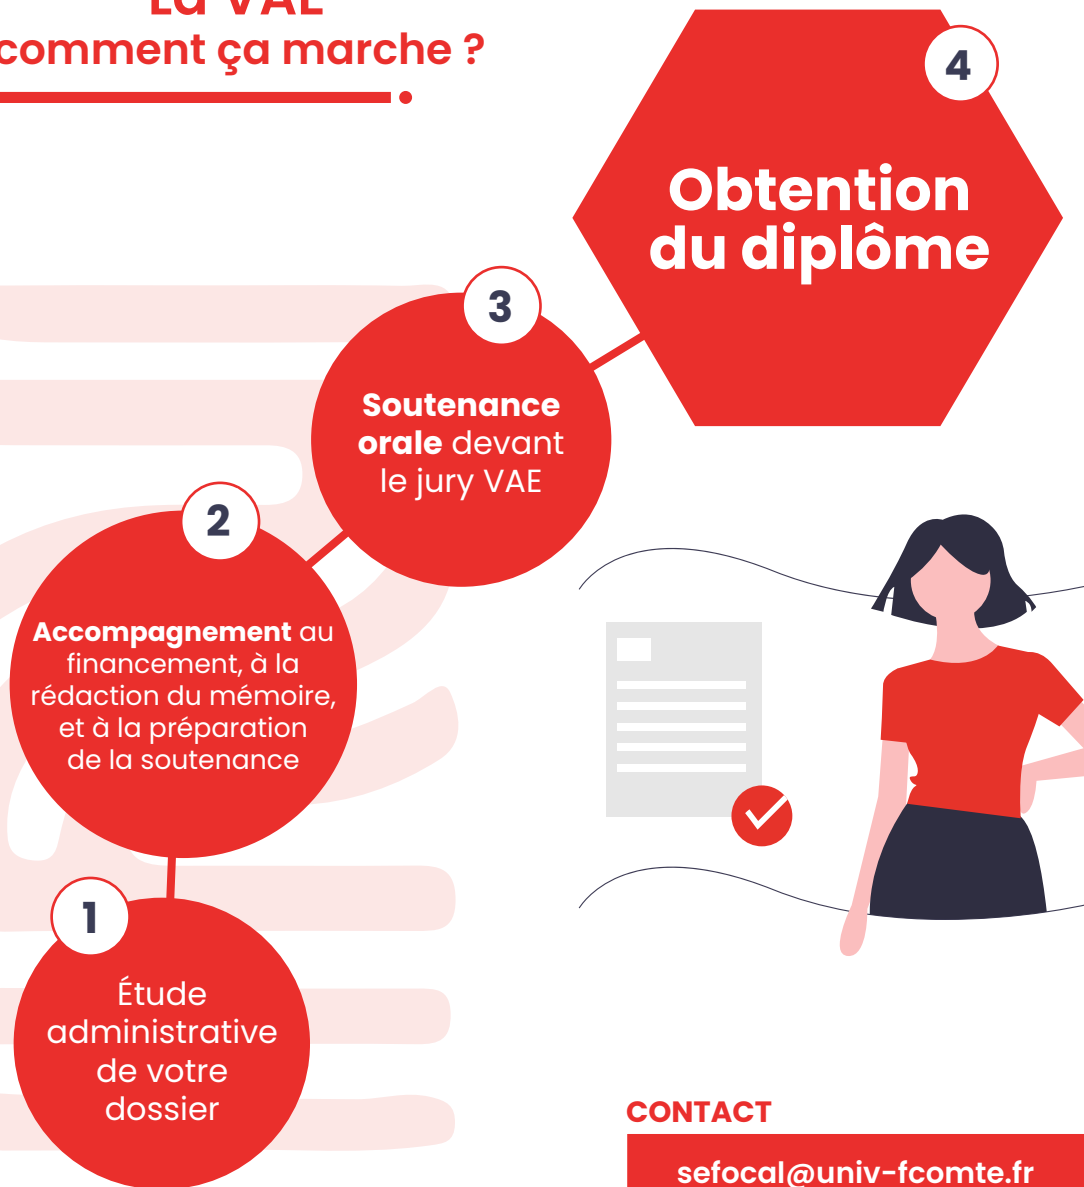 La VAE
comment ça marche ?
4
Obtention
du diplôme
3
Soutenance
orale devant
le jury VAE
2
Accompagnement au
financement, à la
rédaction du mémoire,
et à la préparation
de la soutenance
1
Étude
administrative
de votre
dossier
CONTACT
sefocal@univ-fcomte.fr